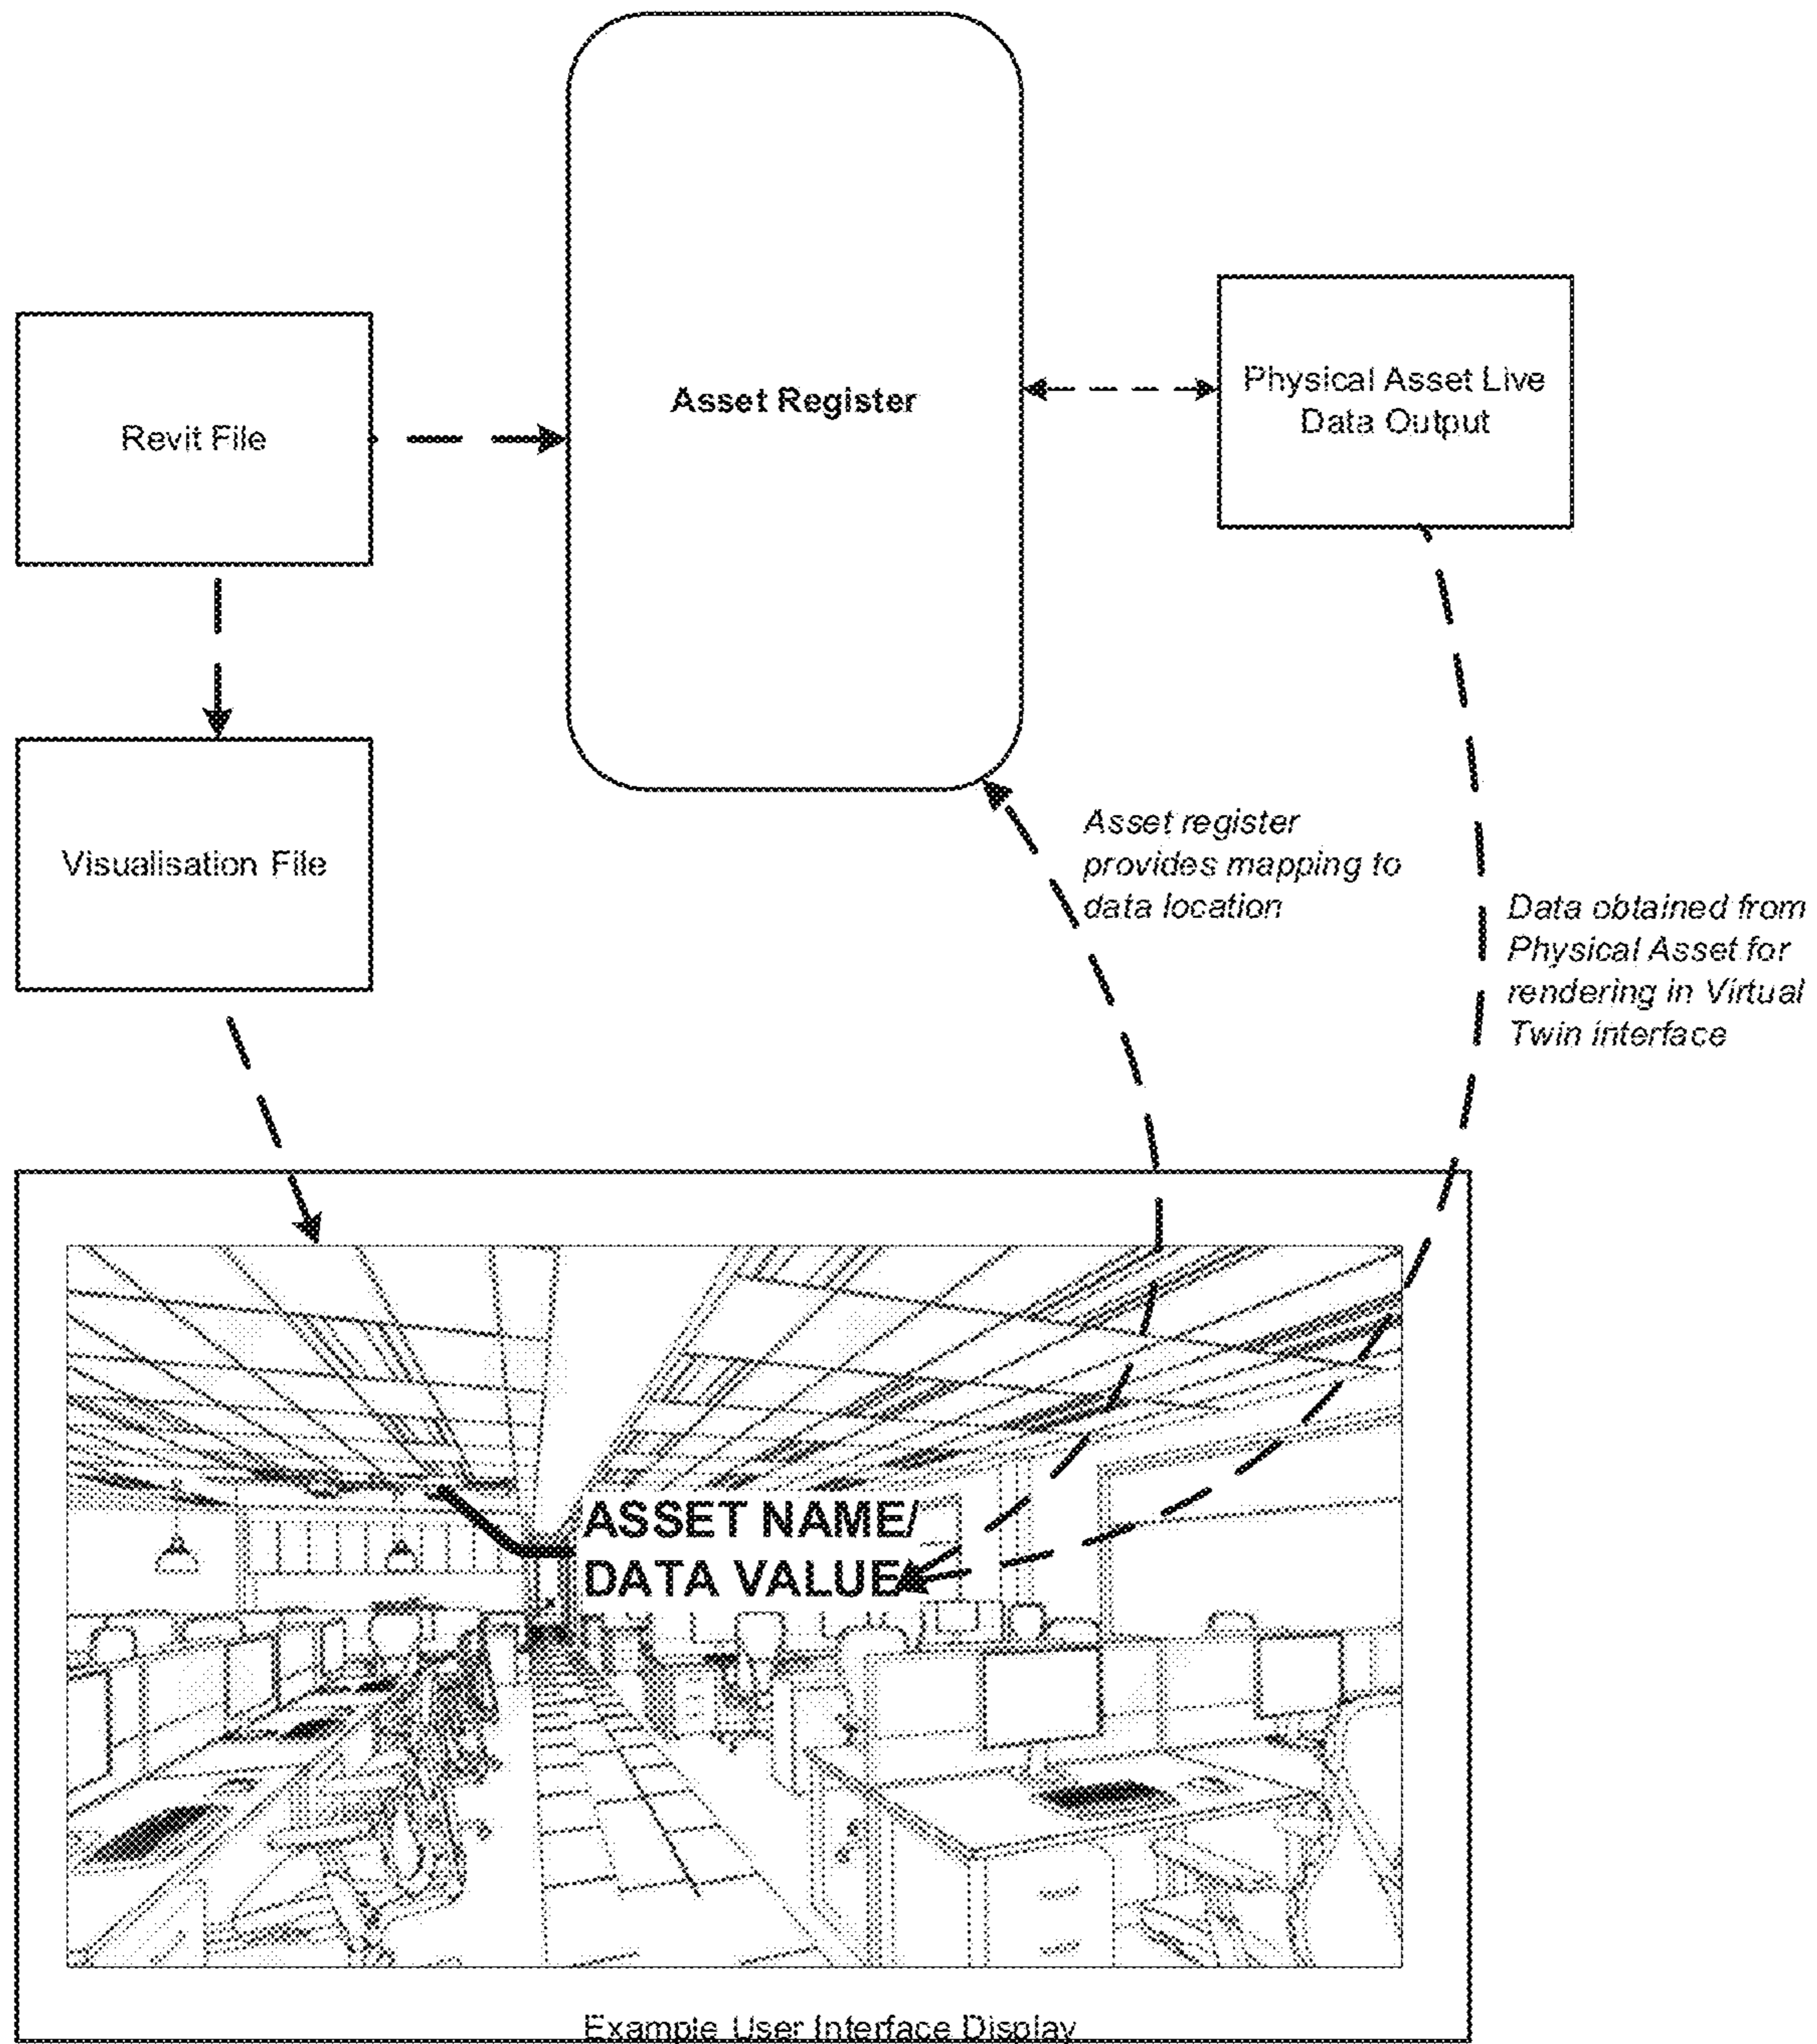 Asset Register
Physical Asset Live
Data Output
Revit File
Visualisation File
Asset register
provides mapping to
data location
Data obtained from
Physical Asset for
rendering in Virtual
Twin interface
ASSET NAME/
DATA VALUE
Example User Interface Display